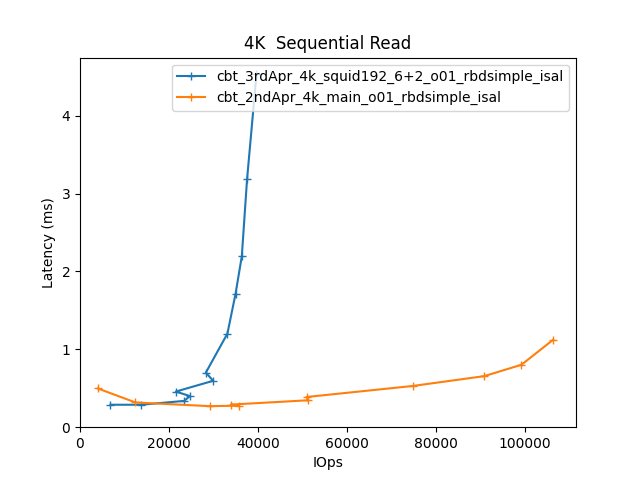 4K  Sequential Read
cbt_3rdApr_4k_squid192_6+2_o01_rbdsimple_isal
cbt_2ndApr_4k_main_o01_rbdsimple_isal
Latency (ms)
4
3
2
1
0
0 20000 40000 60000 80000 100000
IOps